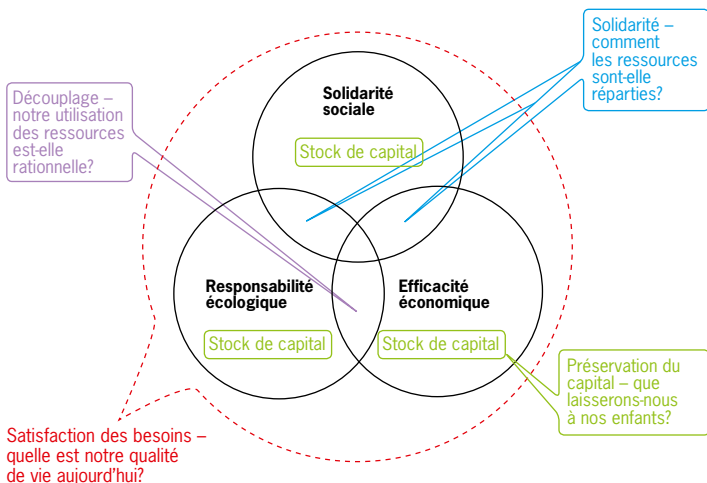 Solidarité –
comment
les ressources
sont-elle
réparties?
Découplage –
notre utilisation
des ressources
est-elle
rationnelle?
Solidarité
sociale
Stock de capital
Responsabilité
écologique
Stock de capital
Efficacité
économique
Stock de capital
Préservation du
capital – que
laisserons-nous
à nos enfants?
Satisfaction des besoins –
quelle est notre qualité
de vie aujourd'hui?